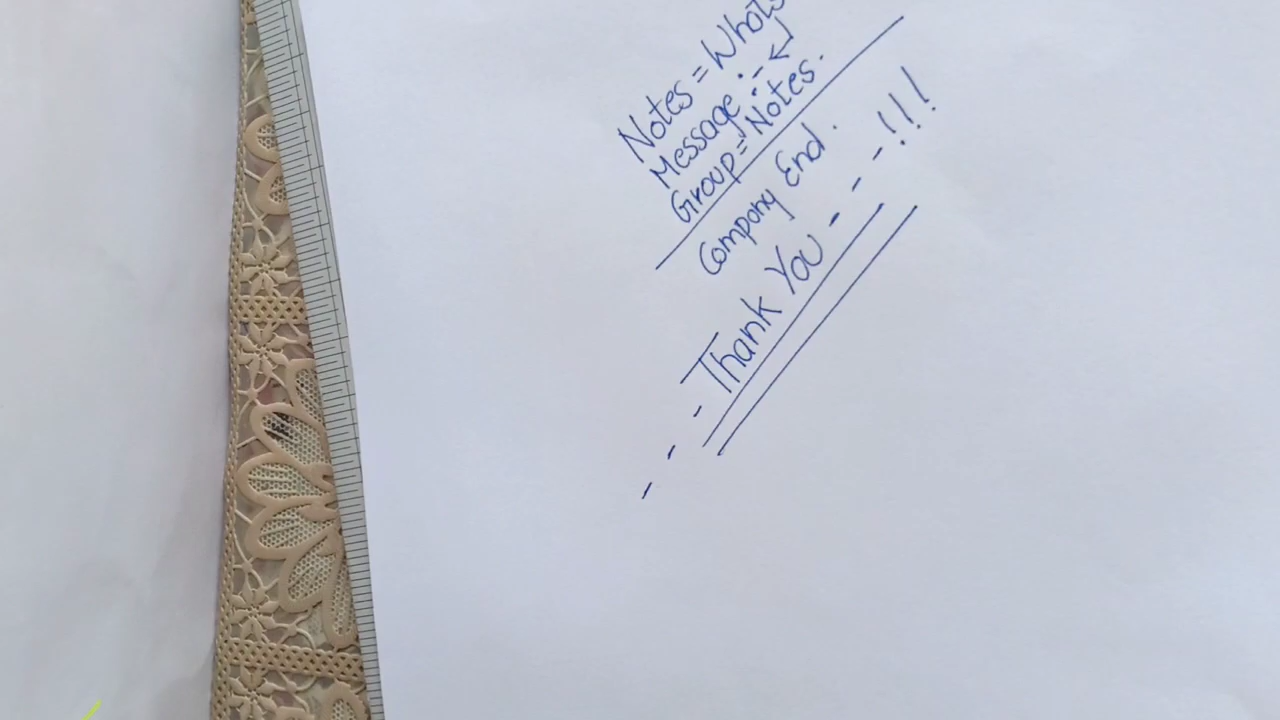 Notes = Whats
Message :- ↲
Group = Notes.
Company End.
- - - Thank You - - - !!!